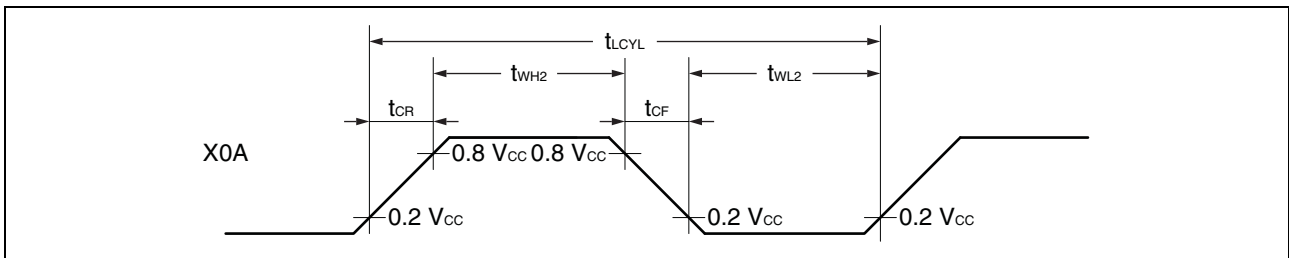 tLCYL
tWH2 tWL2
tCR tCF
X0A 0.8 VCC 0.8 VCC
0.2 VCC 0.2 VCC 0.2 VCC